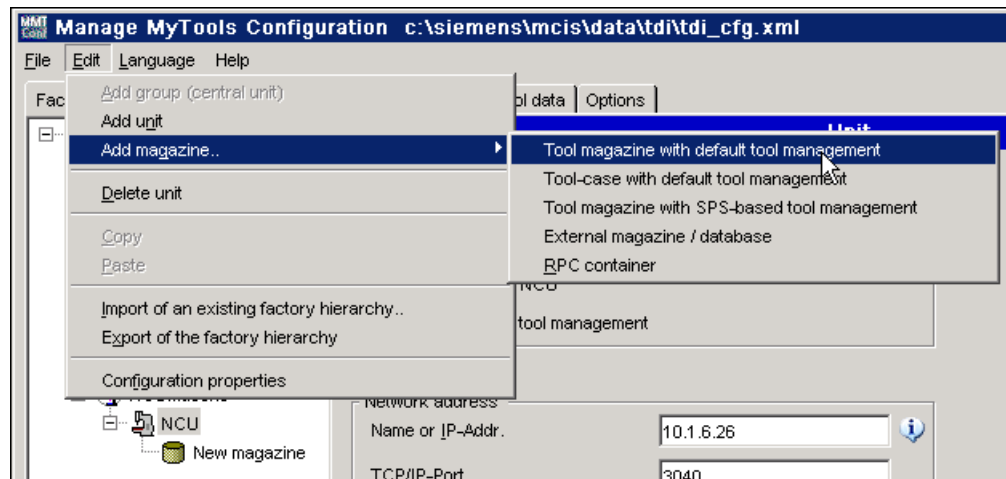 MMT Conf Manage MyTools Configuration c:\siemens\mcis\data\tdi\tdi_cfg.xml
File Edit Language Help
Fac ol data Options
Unit
Add group (central unit)
Add unit
Add magazine..
Delete unit
Copy
Paste
Import of an existing factory hierarchy..
Export of the factory hierarchy
Configuration properties
Tool magazine with default tool management
Tool-case with default tool management
Tool magazine with SPS-based tool management
External magazine / database
RPC container
NCU
tool management
NCU
New magazine
Network address
Name or IP-Addr. 10.1.6.26
TCP/IP-Port 3040